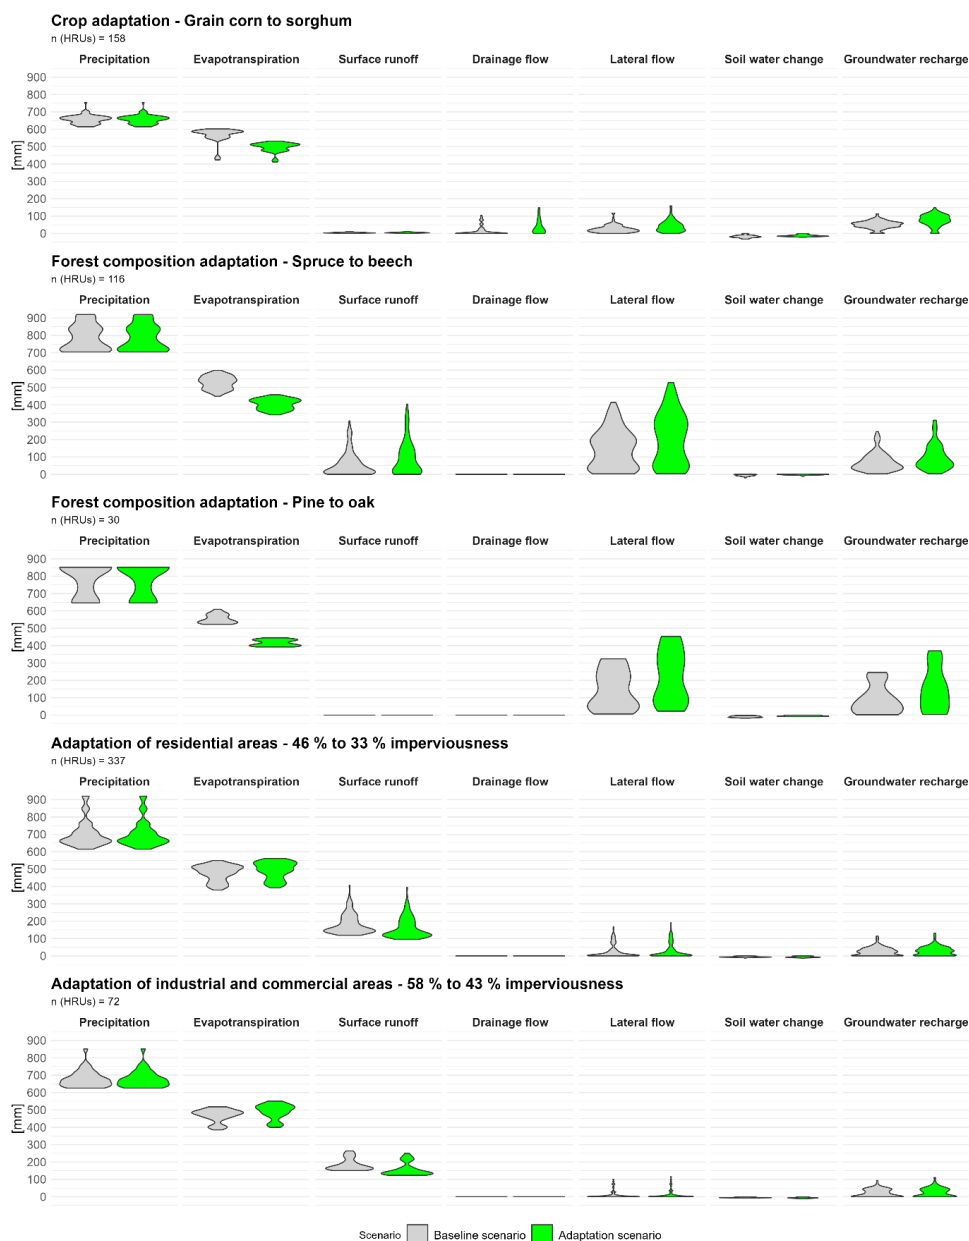 Crop adaptation - Grain corn to sorghum
n (HRUs) = 158
Precipitation Evapotranspiration Surface runoff Drainage flow Lateral flow Soil water change Groundwater recharge
900
800
700
600
500
400
300
200
100
0
[mm]
Forest composition adaptation - Spruce to beech
n (HRUs) = 116
Precipitation Evapotranspiration Surface runoff Drainage flow Lateral flow Soil water change Groundwater recharge
900
800
700
600
500
400
300
200
100
0
[mm]
Forest composition adaptation - Pine to oak
n (HRUs) = 30
Precipitation Evapotranspiration Surface runoff Drainage flow Lateral flow Soil water change Groundwater recharge
900
800
700
600
500
400
300
200
100
0
[mm]
Adaptation of residential areas - 46 % to 33 % imperviousness
n (HRUs) = 337
Precipitation Evapotranspiration Surface runoff Drainage flow Lateral flow Soil water change Groundwater recharge
900
800
700
600
500
400
300
200
100
0
[mm]
Adaptation of industrial and commercial areas - 58 % to 43 % imperviousness
n (HRUs) = 72
Precipitation Evapotranspiration Surface runoff Drainage flow Lateral flow Soil water change Groundwater recharge
900
800
700
600
500
400
300
200
100
0
[mm]
Scenario Baseline scenario Adaptation scenario